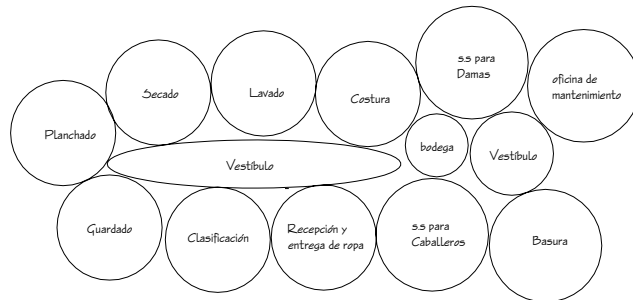 s.s para
Damas
oficina de
mantenimiento
Secado
Lavado
Costura
Planchado
bodega
Vestíbulo
Vestíbulo
Guardado
Clasificación
Recepción y
entrega de ropa
s.s para
Caballeros
Basura